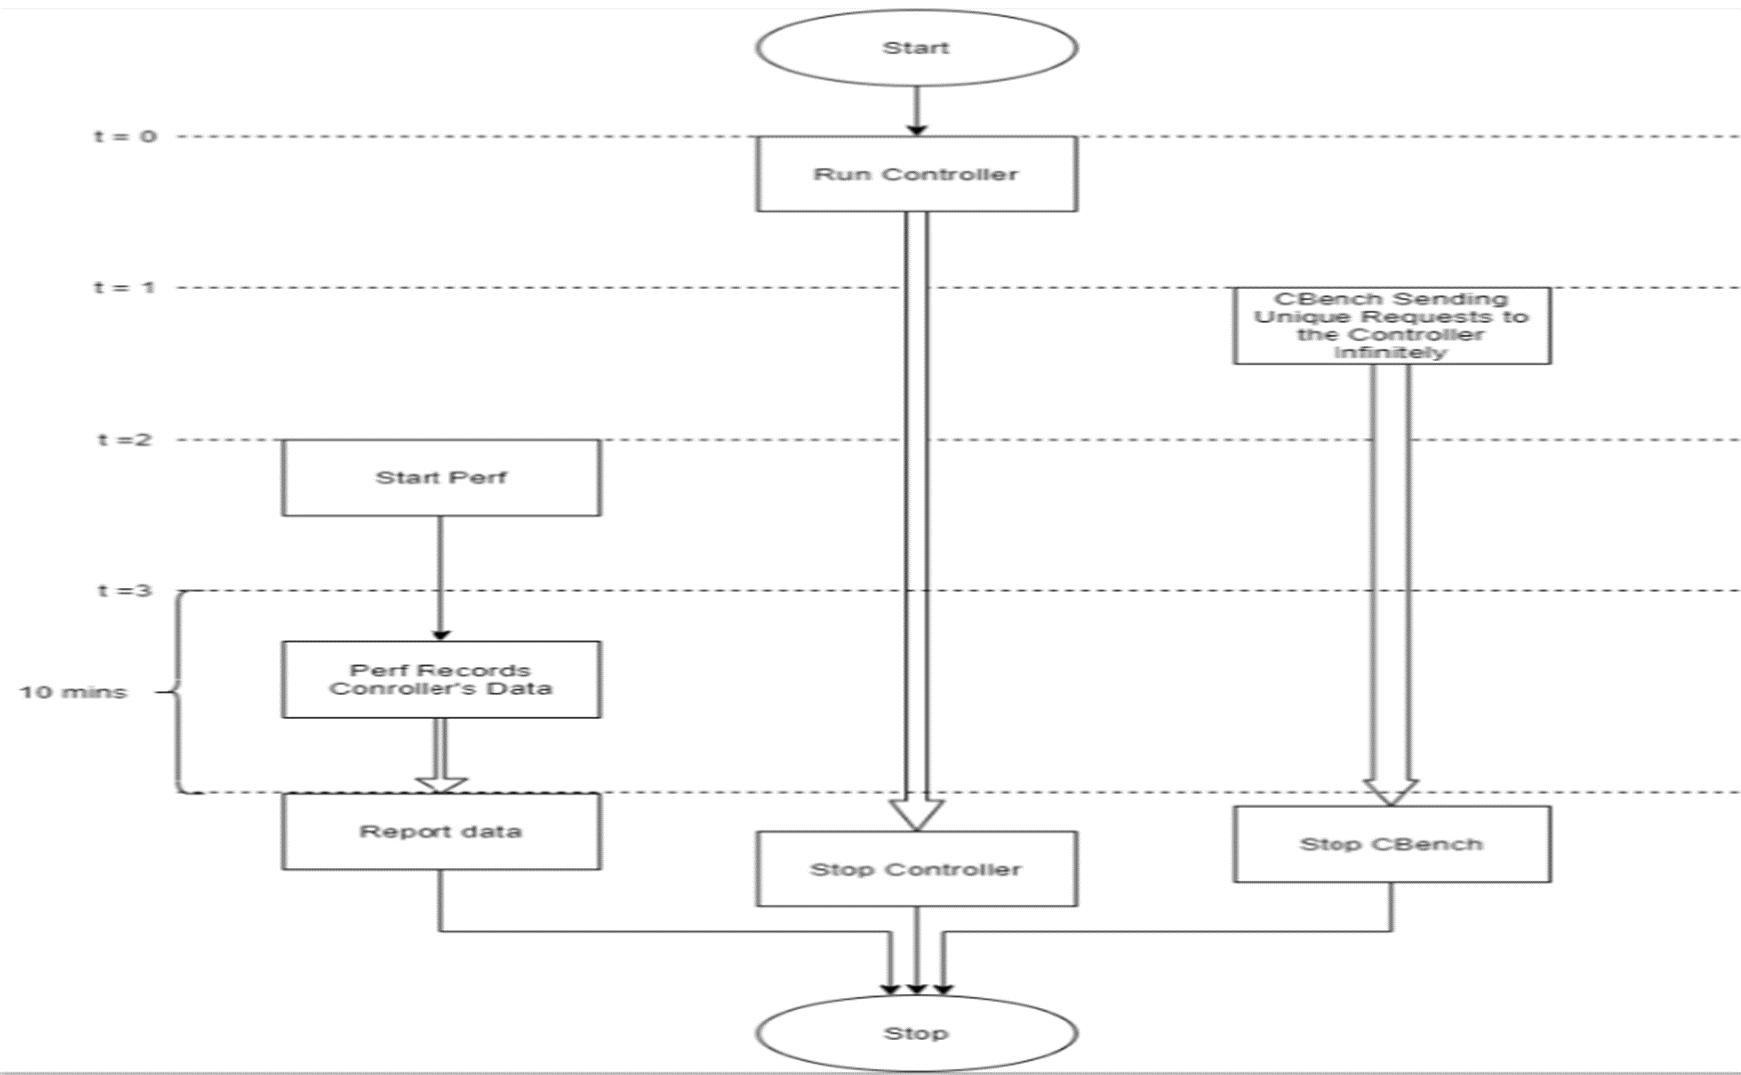 Start
t = 0
Run Controller
t = 1
CBench Sending
Unique Requests to
the Controller
Infinitely
t =2
Start Perf
t =3
Perf Records
Conroller's Data
10 mins
Report data
Stop CBench
Stop Controller
Stop